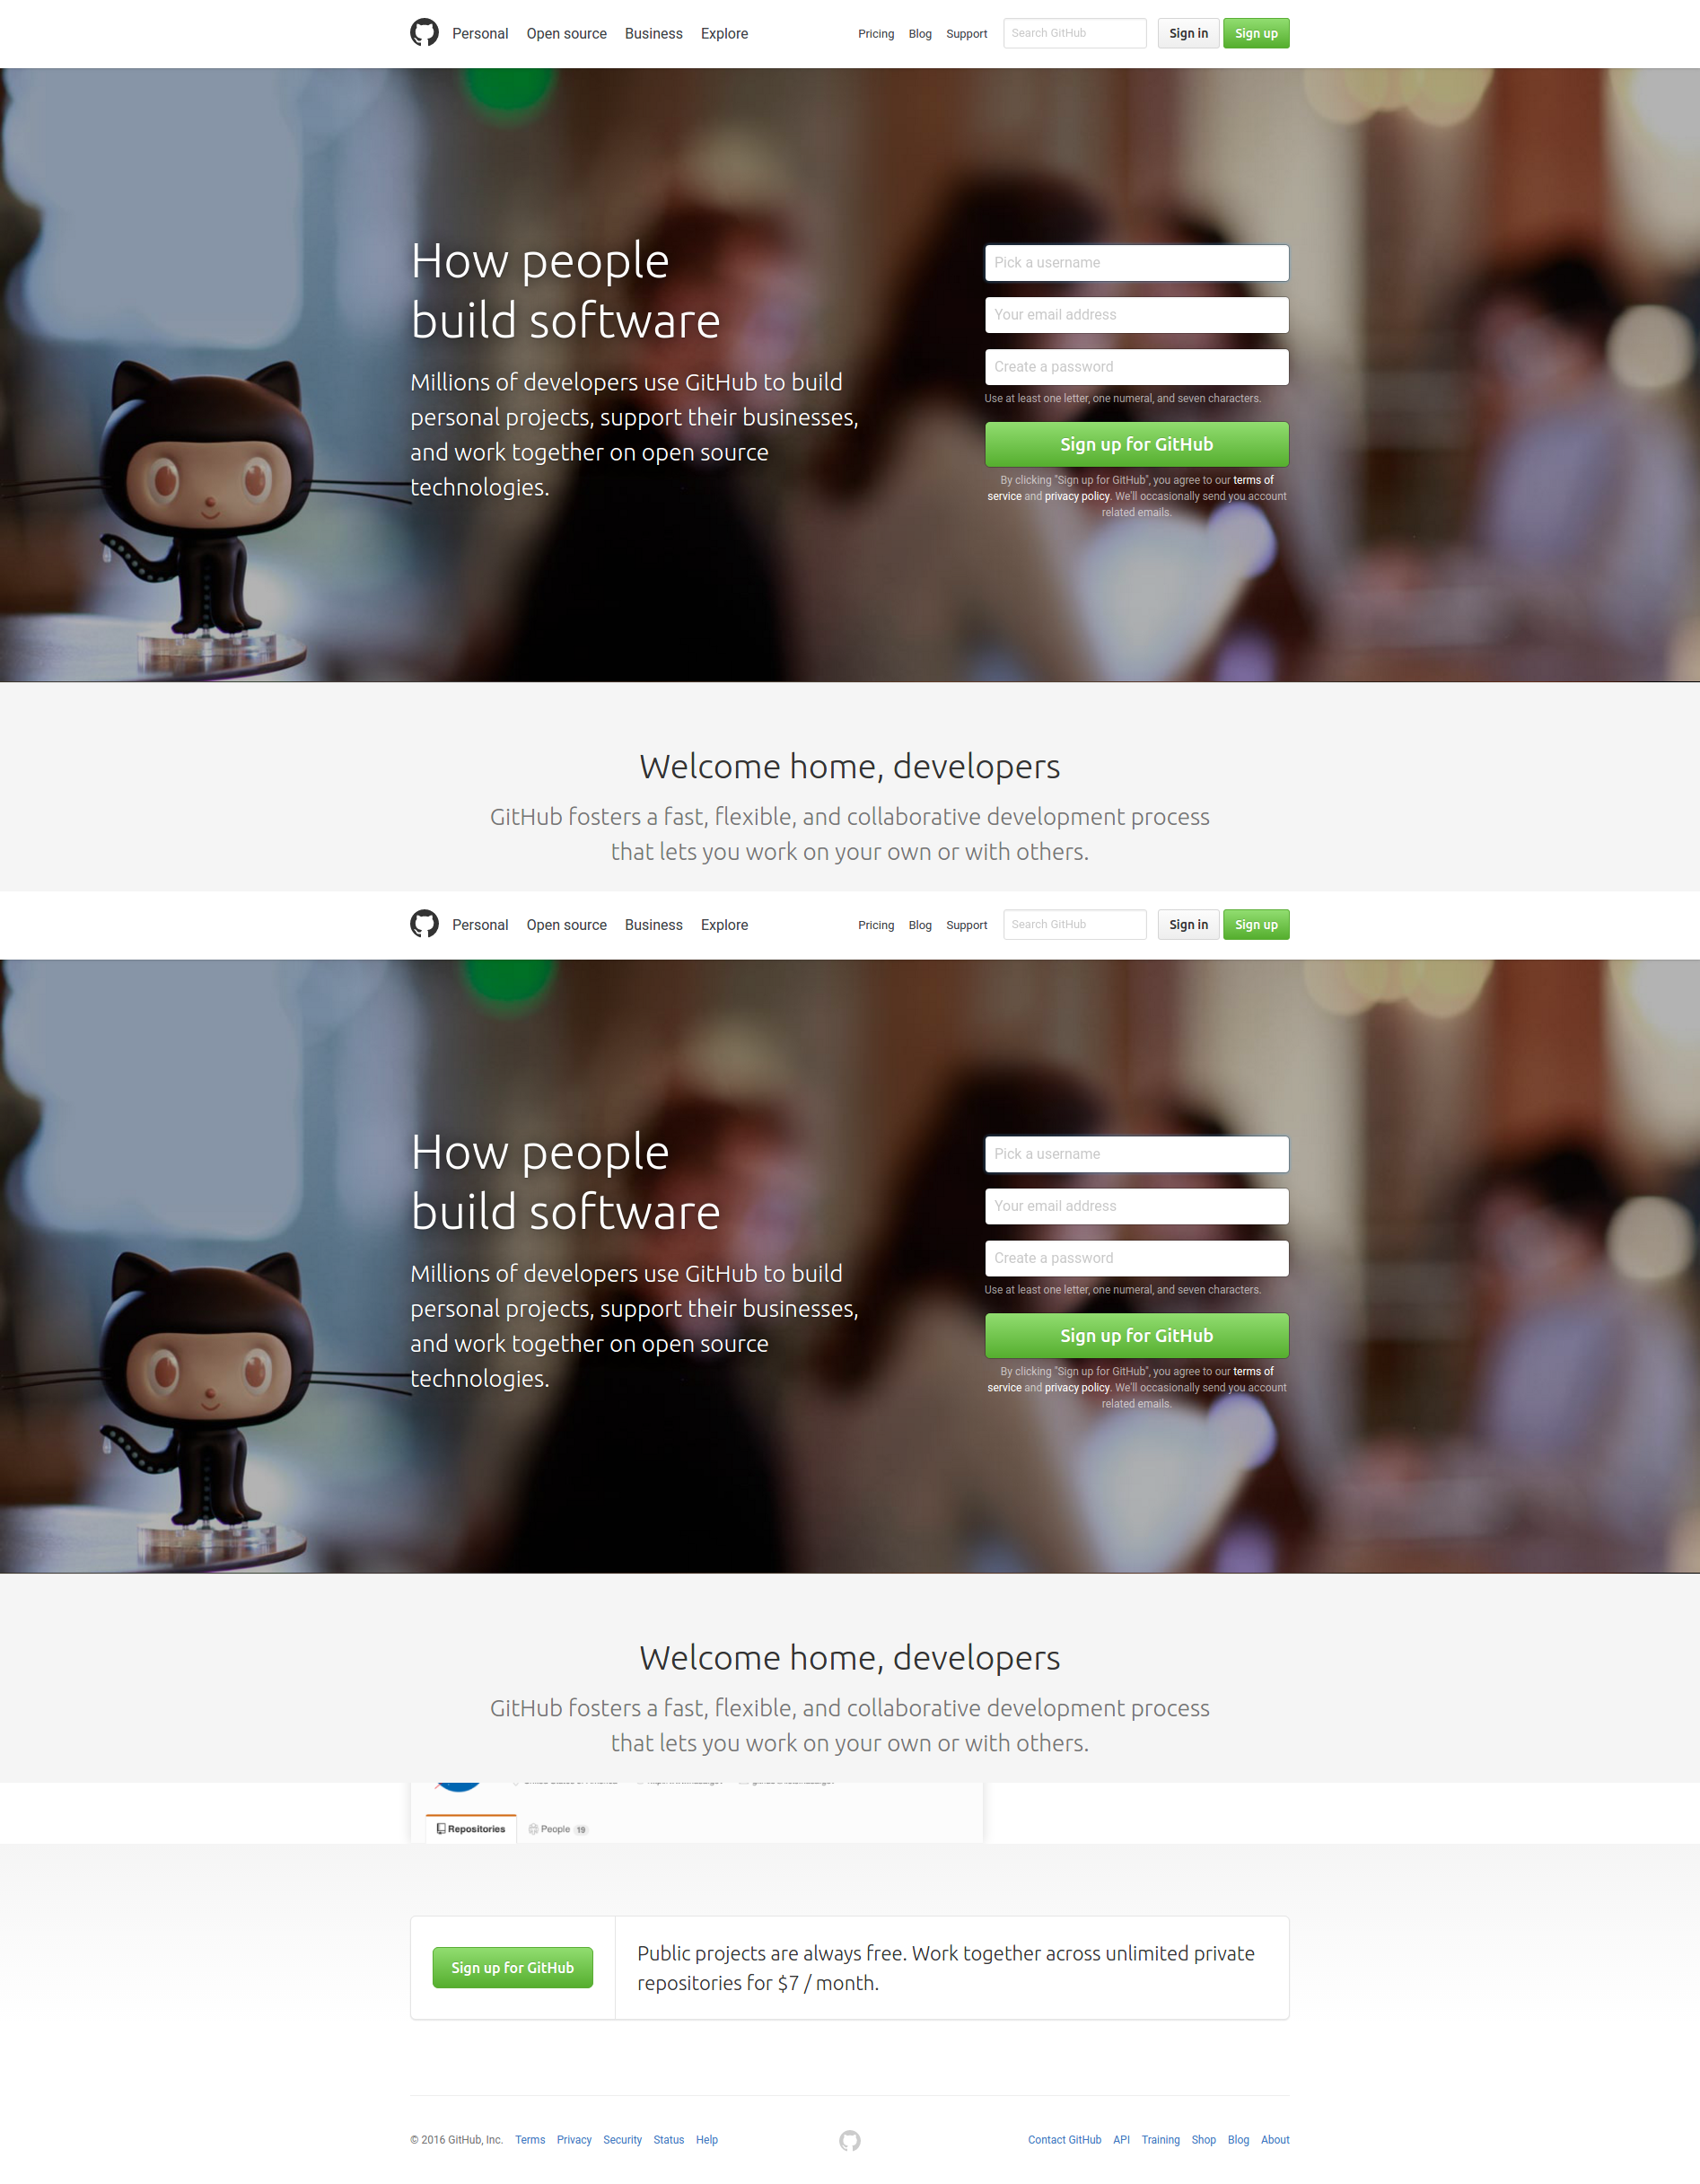 Personal Open source Business Explore Pricing Blog Support Search GitHub Sign in Sign up
How people
build software
Millions of developers use GitHub to build
personal projects, support their businesses,
and work together on open source
technologies.
Pick a username
Your email address
Create a password
Use at least one letter, one numeral, and seven characters.
Sign up for GitHub
By clicking "Sign up for GitHub", you agree to our terms of
service and privacy policy. We'll occasionally send you account
related emails.
Welcome home, developers
GitHub fosters a fast, flexible, and collaborative development process
that lets you work on your own or with others.
Personal Open source Business Explore Pricing Blog Support Search GitHub Sign in Sign up
How people
build software
Millions of developers use GitHub to build
personal projects, support their businesses,
and work together on open source
technologies.
Pick a username
Your email address
Create a password
Use at least one letter, one numeral, and seven characters.
Sign up for GitHub
By clicking "Sign up for GitHub", you agree to our terms of
service and privacy policy. We'll occasionally send you account
related emails.
Welcome home, developers
GitHub fosters a fast, flexible, and collaborative development process
that lets you work on your own or with others.
Repositories People 19
Sign up for GitHub
Public projects are always free. Work together across unlimited private
repositories for $7 / month.
© 2016 GitHub, Inc. Terms Privacy Security Status Help Contact GitHub API Training Shop Blog About